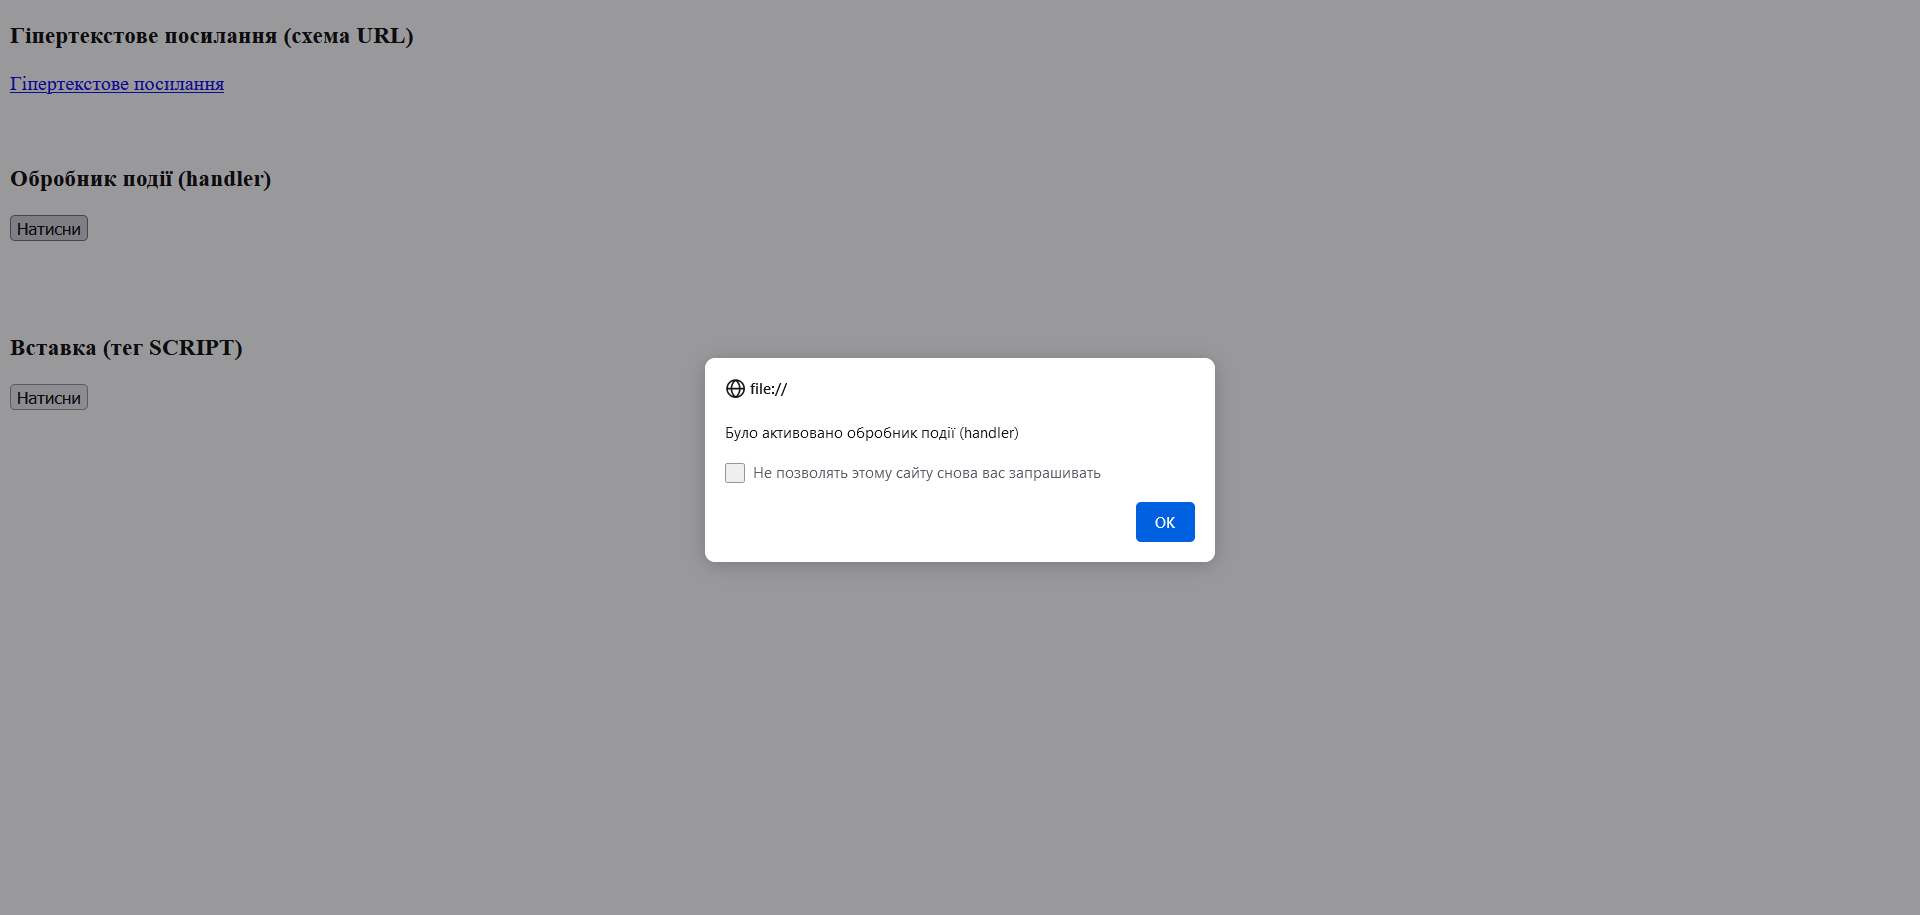 Гіпертекстове посилання (схема URL)
Гіпертекстове посилання
Обробник події (handler)
Натисни
Вставка (тег SCRIPT)
Натисни
file://
Було активовано обробник події (handler)
Не позволять этому сайту снова вас запрашивать
OK